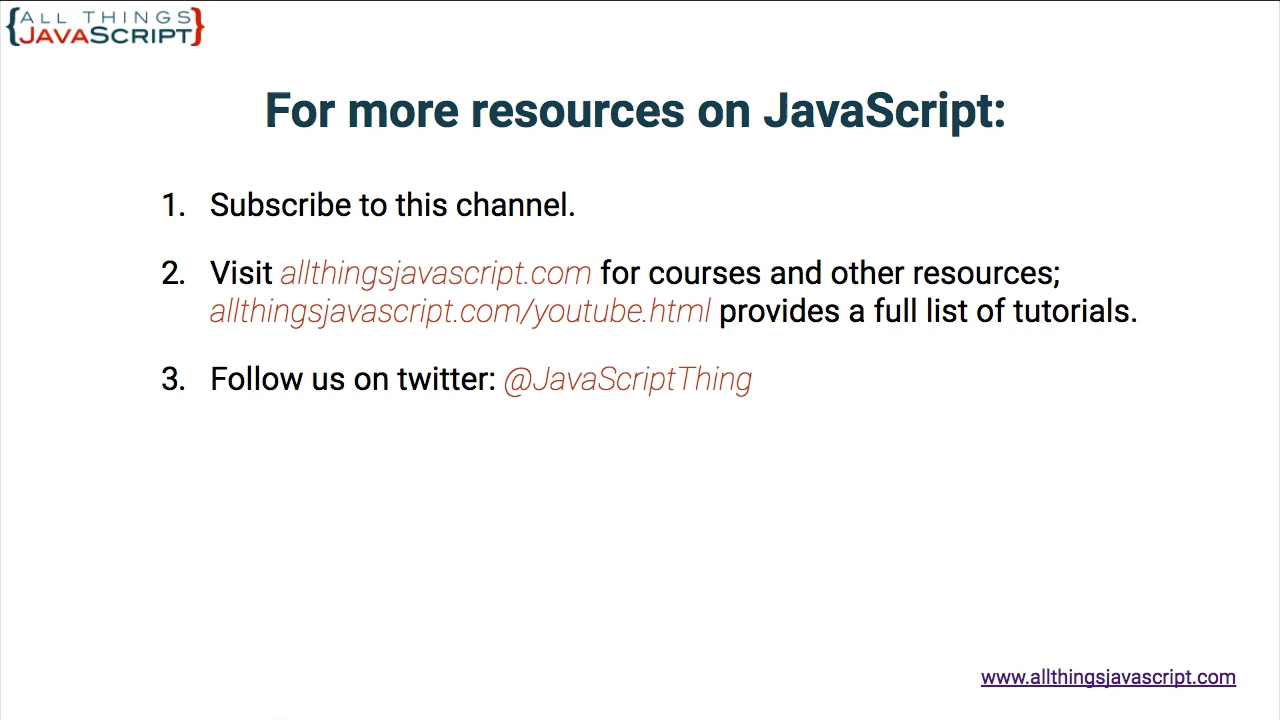 {ALL THINGS
JAVASCRIPT}
For more resources on JavaScript:
1. Subscribe to this channel.
2. Visit allthingsjavascript.com for courses and other resources;
allthingsjavascript.com/youtube.html provides a full list of tutorials.
3. Follow us on twitter: @JavaScriptThing
www.allthingsjavascript.com